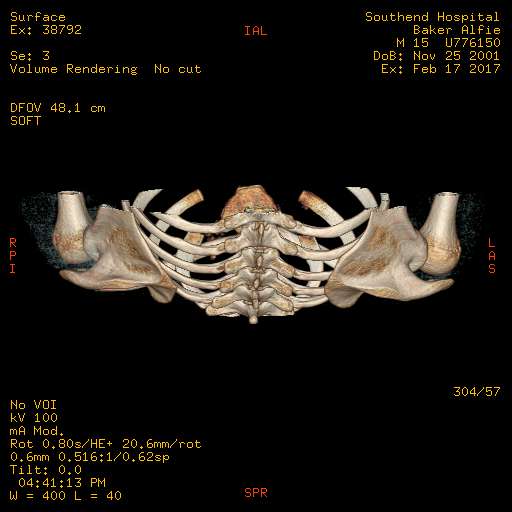 Surface
Ex: 38792
Se: 3
Volume Rendering No cut
DFOV 48.1 cm
SOFT
IAL
Southend Hospital
Baker Alfie
M 15 U776150
DoB: Nov 25 2001
Ex: Feb 17 2017
R
P
I
L
A
S
304/57
No VOI
kV 100
mA Mod.
Rot 0.80s/HE+ 20.6mm/rot
0.6mm 0.516:1/0.62sp
Tilt: 0.0
04:41:13 PM
W = 400 L = 40
SPR